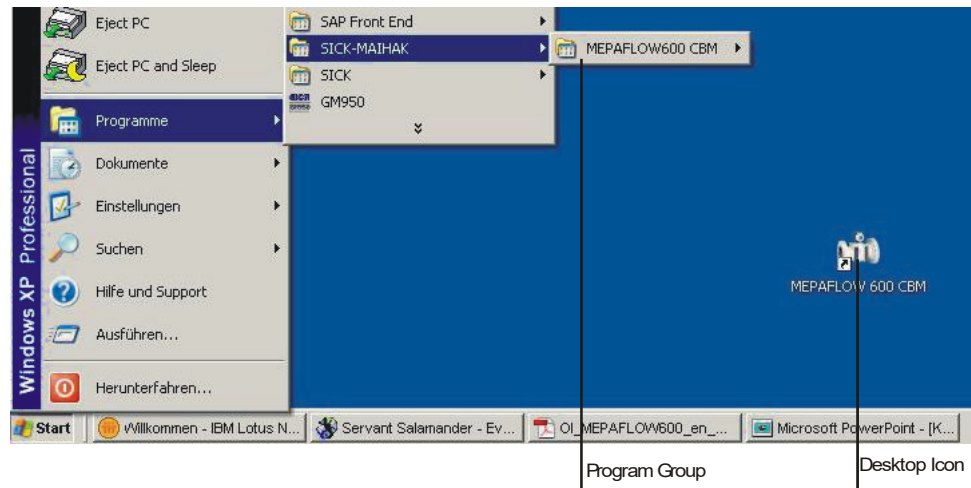 Eject PC
Eject PC and Sleep
Programme
Dokumente
Einstellungen
Suchen
Hilfe und Support
Ausführen...
Herunterfahren...
Windows XP Professional
SAP Front End
SICK-MAIHAK
SICK
GM950
MEPAFLOW600 CBM
MEPAFLOW 600 CBM
Start
Willkommen - IBM Lotus N...
Servant Salamander - Ev...
OI_MEPAFLOW600_en_...
Microsoft PowerPoint - [K...
Program Group
Desktop Icon